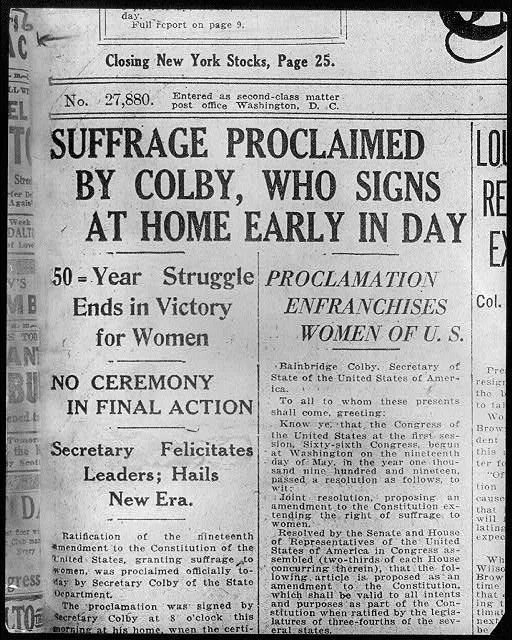 day.
Full report on page 9.
Closing New York Stocks, Page 25.
No. 27,880.
Entered as second-class matter
post office Washington, D. C.
SUFFRAGE PROCLAIMED
BY COLBY, WHO SIGNS
AT HOME EARLY IN DAY
50-Year Struggle
Ends in Victory
for Women
NO CEREMONY
IN FINAL ACTION
Secretary Felicitates
Leaders; Hails
New Era.
Ratification of the nineteenth
amendment to the Constitution of the
United States, granting suffrage to
women, was proclaimed officially to-
day by Secretary Colby of the State
Department.
The proclamation was signed by
Secretary Colby at 8 o'clock this
morning at his home, when the certi-
PROCLAMATION
ENFRANCHISES
WOMEN OF U. S.
Bainbridge Colby, Secretary of
State of the United States of Amer-
ica.
To all to whom these presents
shall come, greeting:
Know ye, that the Congress of
the United States at the first ses-
sion, Sixty-sixth Congress, begun
at Washington on the nineteenth
day of May, in the year one thou-
sand nine hundred and nineteen,
passed a resolution as follows, to
wit:
Joint resolution, proposing an
amendment to the Constitution ex-
tending the right of suffrage to
women.
Resolved by the Senate and House
of Representatives of the United
States of America in Congress as-
sembled (two-thirds of each House
concurring therein), that the fol-
lowing article is proposed as an
amendment to the Constitution,
which shall be valid to all intents
and purposes as part of the Con-
stitution when ratified by the legis-
latures of three-fourths of the sev-
eral states.
LOU
RE
EX
Col.